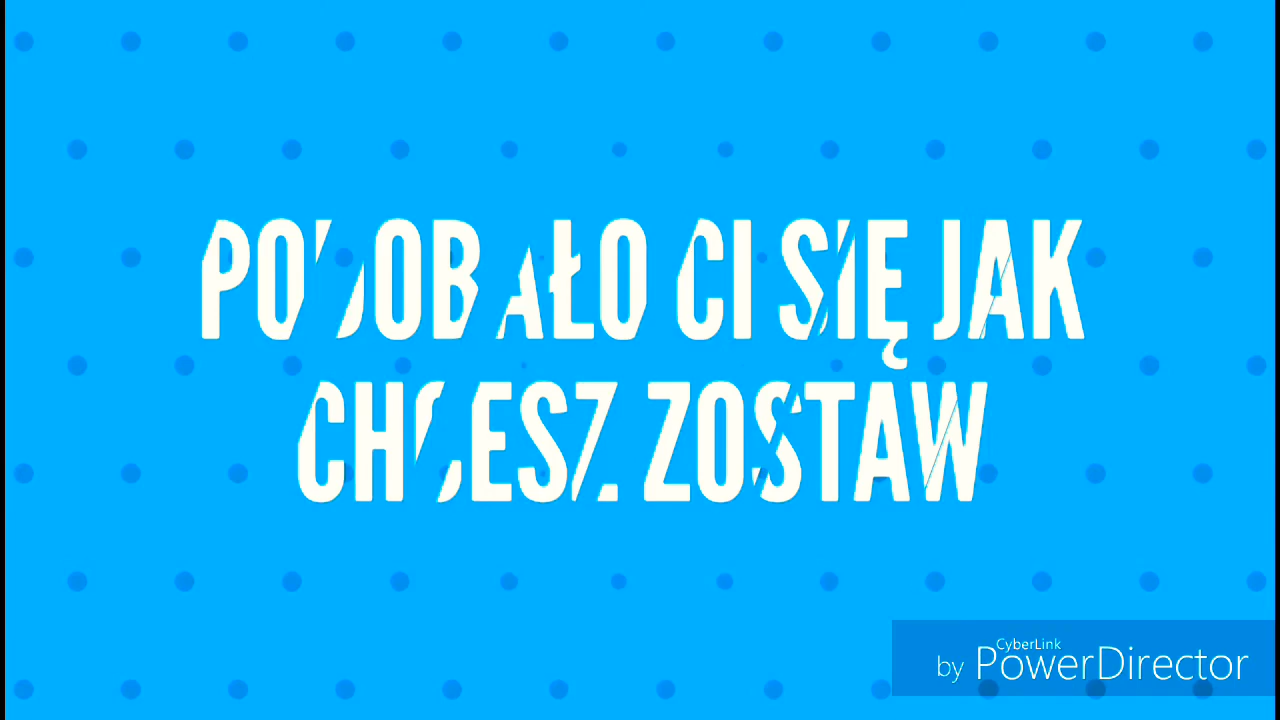 PODOBAŁO CI SIĘ JAK
CHCESZ ZOSTAW
CyberLink
by PowerDirector